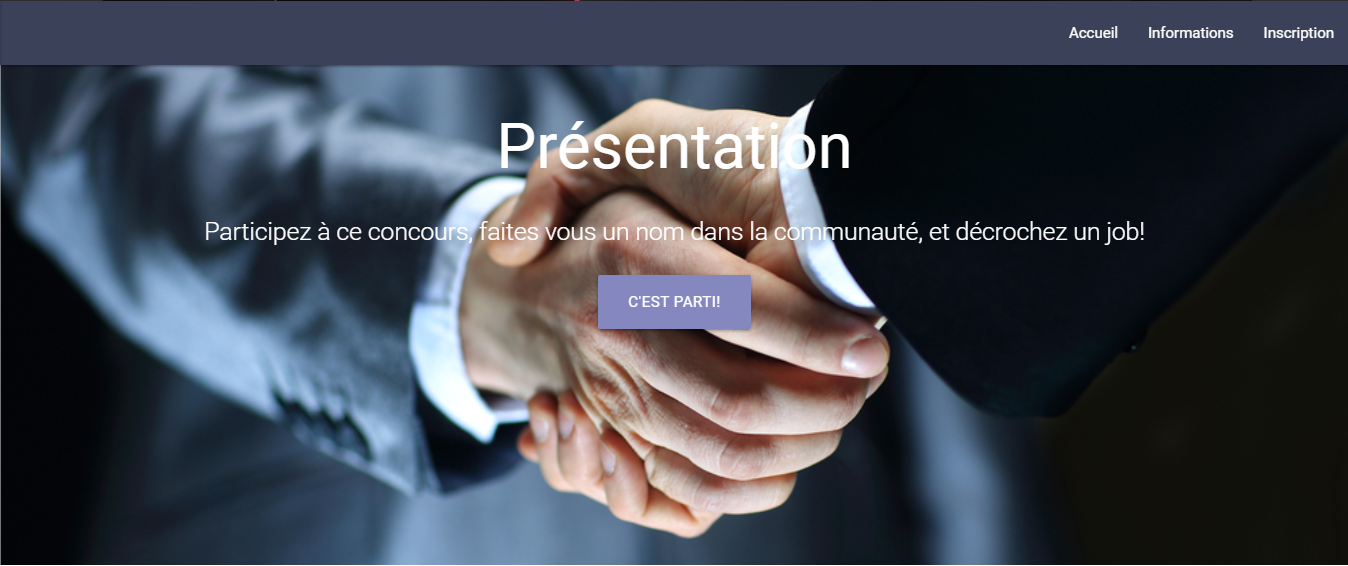 Accueil Informations Inscription
Présentation
Participez à ce concours, faites vous un nom dans la communauté, et décrochez un job!
C'EST PARTI!